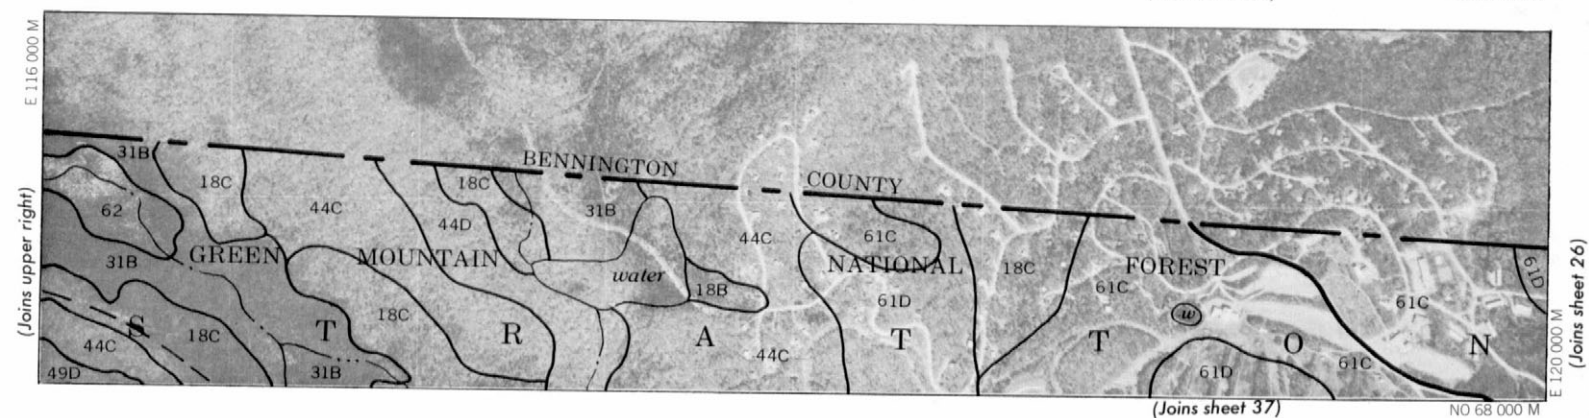 E 116 000 M
(Joins upper right)
BENNINGTON COUNTY
GREEN MOUNTAIN NATIONAL FOREST
S T R A T T O N
31B
18C
44C
18C
31B
62
44D
44C
61C
31B
water
18B
18C
61C
61D
61C
61D
w
18C
18C
44C
44C
49D
31B
61D
61C
E 120 000 M
(Joins sheet 26)
(Joins sheet 37)
NO 68 000 M